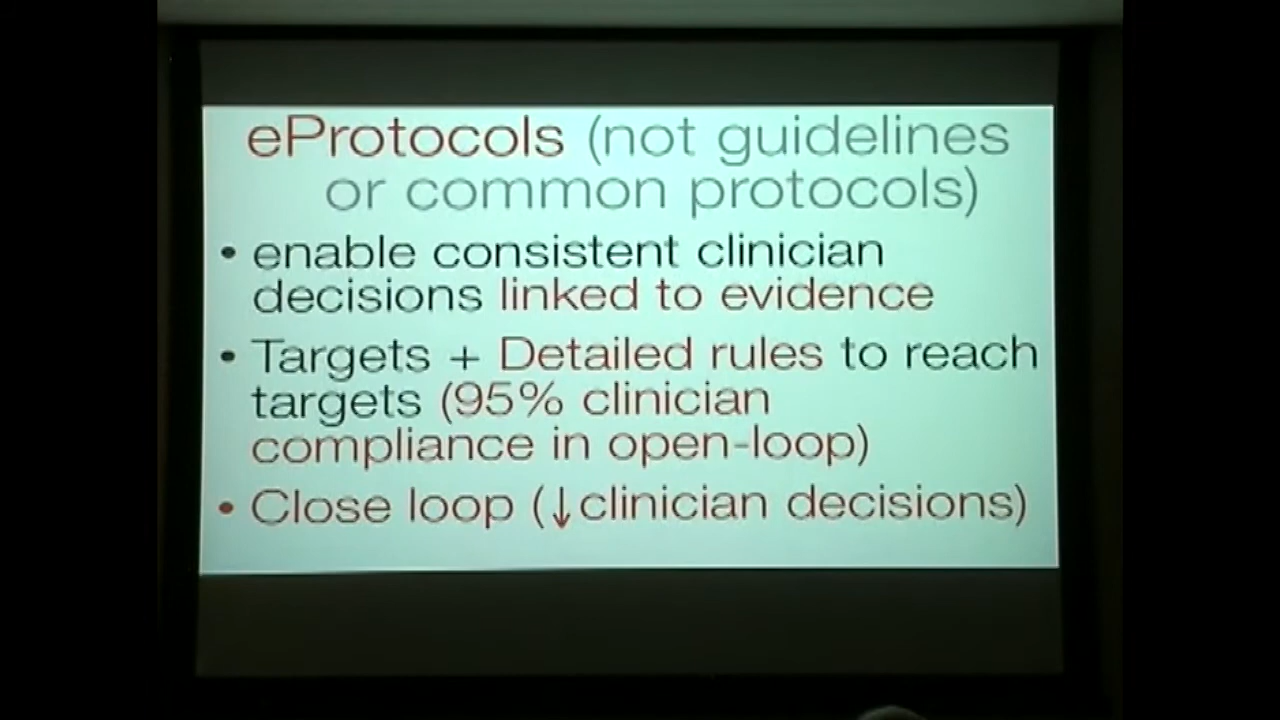 eProtocols (not guidelines
or common protocols)
• enable consistent clinician
decisions linked to evidence
• Targets + Detailed rules to reach
targets (95% clinician
compliance in open-loop)
• Close loop (↓clinician decisions)